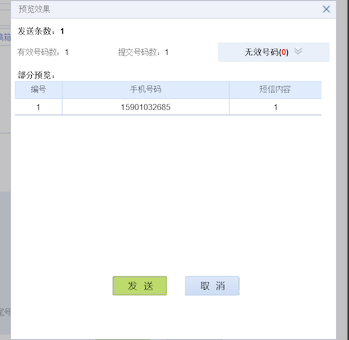 预览效果
发送条数：1
有效号码数：1 提交号码数：1 无效号码(0)
部分预览：
编号 手机号码 短信内容
1 15901032685 1
发 送 取 消